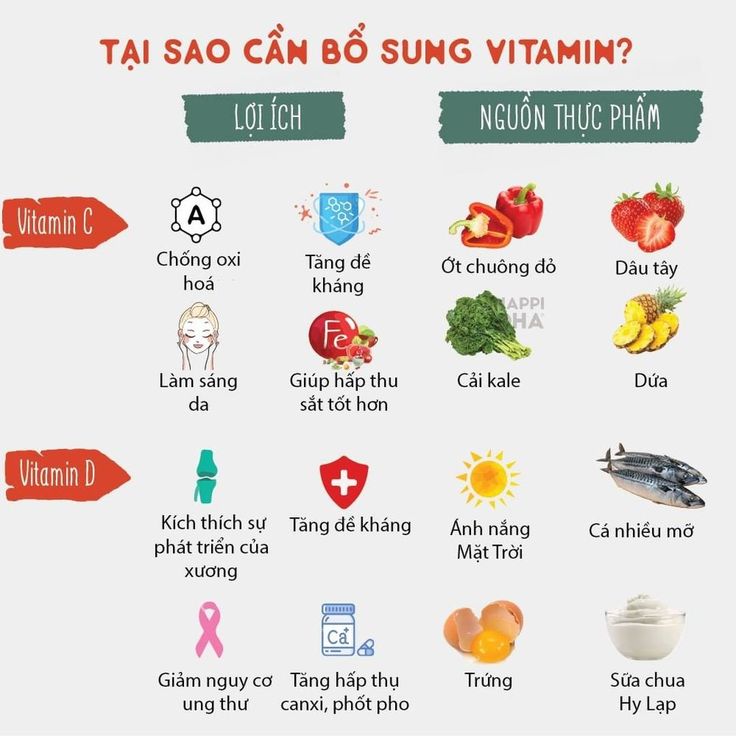 TẠI SAO CẦN BỔ SUNG VITAMIN?
LỢI ÍCH
NGUỒN THỰC PHẨM
Vitamin C
A
Chống oxi
hoá
Tăng đề
kháng
Ớt chuông đỏ
Dâu tây
Làm sáng
da
Fe
Giúp hấp thu
sắt tốt hơn
Cải kale
Dứa
Vitamin D
Kích thích sự
phát triển của
xương
Tăng đề kháng
Ánh nắng
Mặt Trời
Cá nhiều mỡ
Giảm nguy cơ
ung thư
Ca+
Tăng hấp thụ
canxi, phốt pho
Trứng
Sữa chua
Hy Lạp